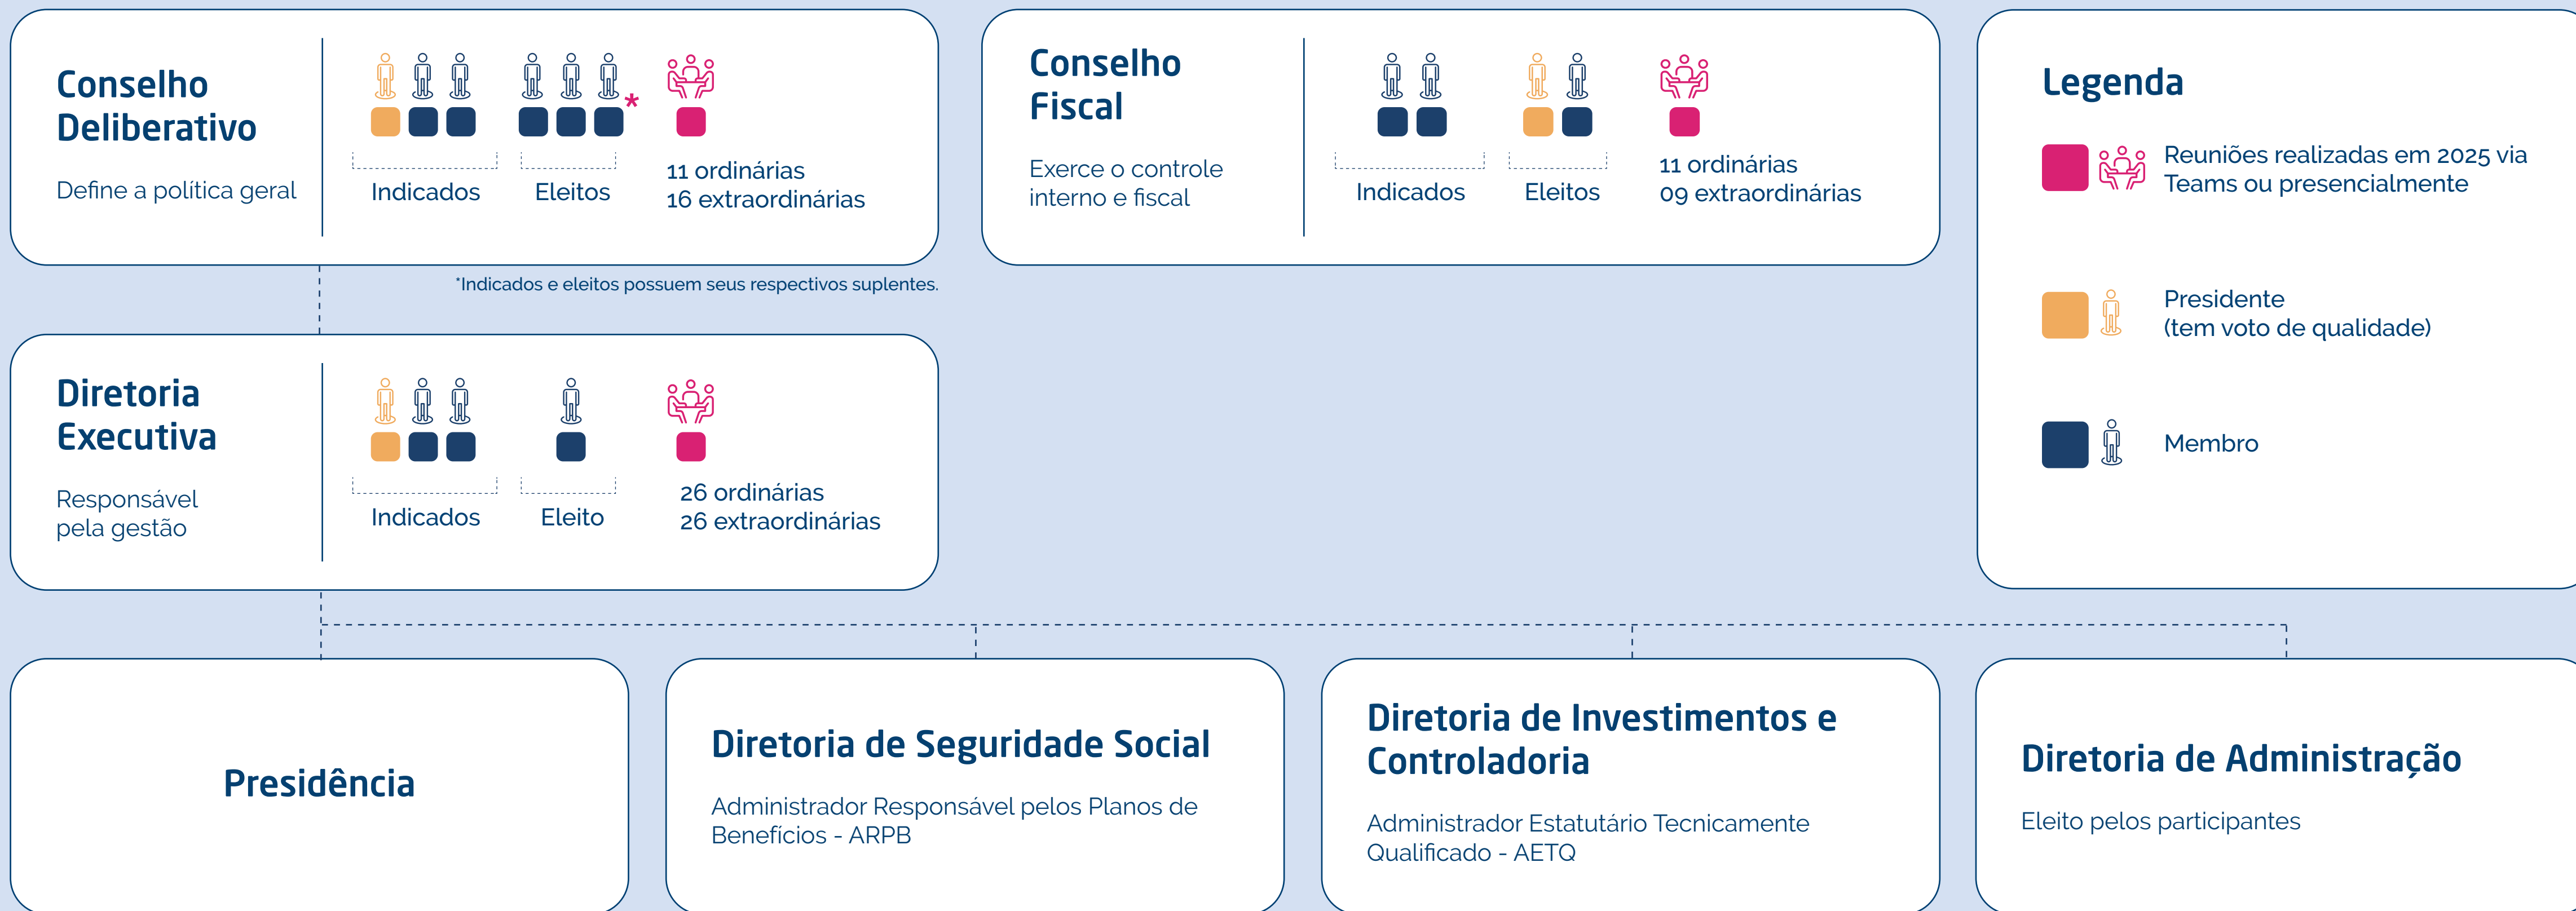 Conselho
Deliberativo
Define a política geral
*
Indicados
Eleitos
11 ordinárias
16 extraordinárias
*Indicados e eleitos possuem seus respectivos suplentes.
Conselho
Fiscal
Exerce o controle
interno e fiscal
Indicados
Eleitos
11 ordinárias
09 extraordinárias
Legenda
Reuniões realizadas em 2025 via
Teams ou presencialmente
Presidente
(tem voto de qualidade)
Membro
Diretoria
Executiva
Responsável
pela gestão
Indicados
Eleito
26 ordinárias
26 extraordinárias
Presidência
Diretoria de Seguridade Social
Administrador Responsável pelos Planos de
Benefícios - ARPB
Diretoria de Investimentos e
Controladoria
Administrador Estatutário Tecnicamente
Qualificado - AETQ
Diretoria de Administração
Eleito pelos participantes